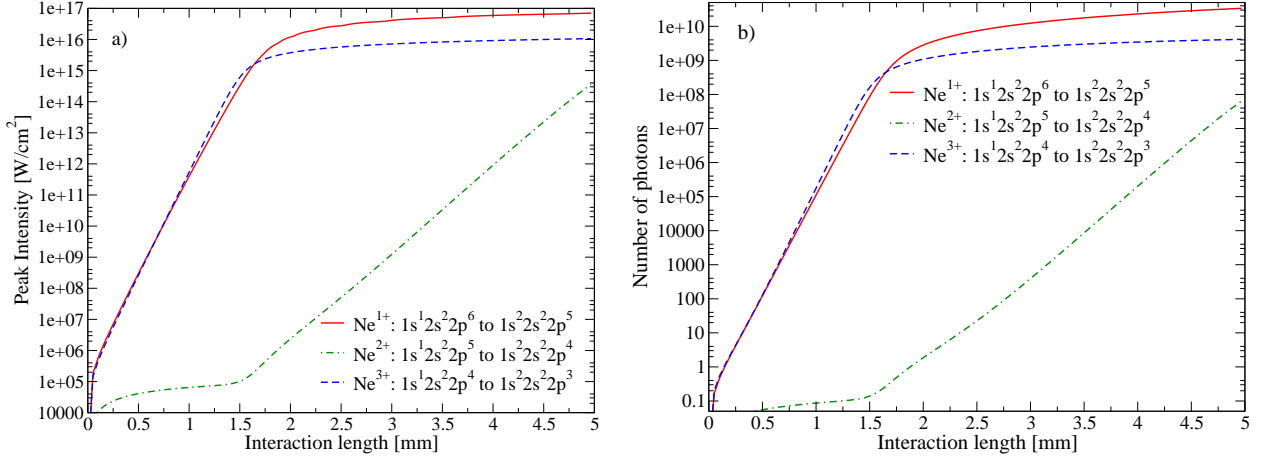 a)
Peak Intensity [W/cm²]
1e+17
1e+16
1e+15
1e+14
1e+13
1e+12
1e+11
1e+10
1e+09
1e+08
1e+07
1e+06
1e+05
10000
0 0.5 1 1.5 2 2.5 3 3.5 4 4.5 5
Interaction length [mm]
Ne¹⁺: 1s¹2s²2p⁶ to 1s²2s²2p⁵
Ne²⁺: 1s¹2s²2p⁵ to 1s²2s²2p⁴
Ne³⁺: 1s¹2s²2p⁴ to 1s²2s²2p³
b)
Number of photons
1e+10
1e+09
1e+08
1e+07
1e+06
1e+05
10000
1000
100
10
1
0.1
0 0.5 1 1.5 2 2.5 3 3.5 4 4.5 5
Interaction length [mm]
Ne¹⁺: 1s¹2s²2p⁶ to 1s²2s²2p⁵
Ne²⁺: 1s¹2s²2p⁵ to 1s²2s²2p⁴
Ne³⁺: 1s¹2s²2p⁴ to 1s²2s²2p³